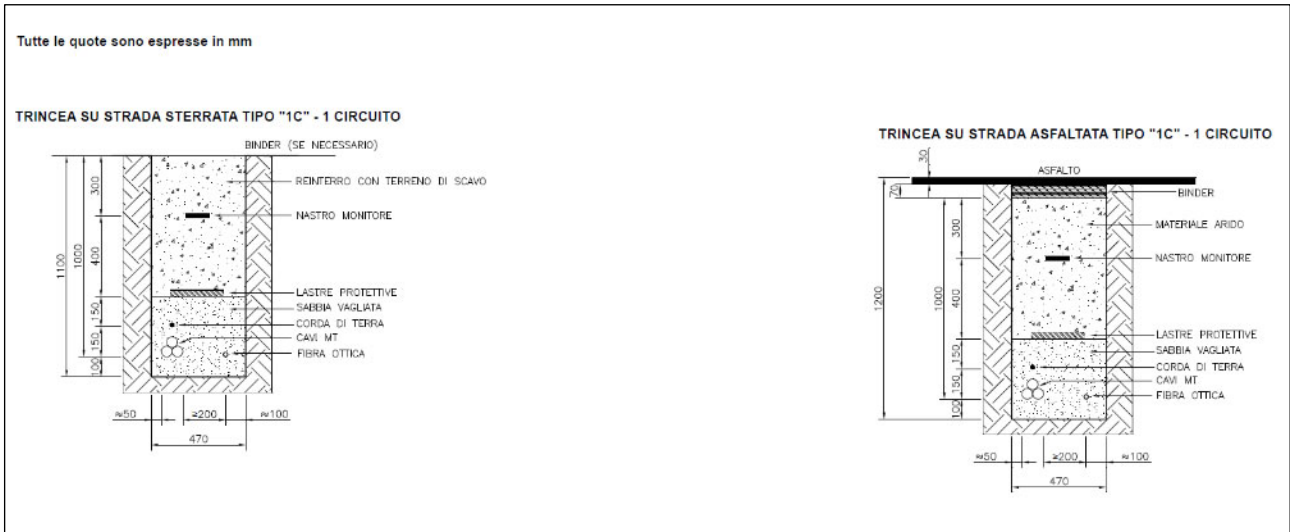 Tutte le quote sono espresse in mm
TRINCEA SU STRADA STERRATA TIPO "1C" - 1 CIRCUITO
BINDER (SE NECESSARIO)
REINTERRO CON TERRENO DI SCAVO
NASTRO MONITORE
LASTRE PROTETTIVE
SABBIA VAGLIATA
CORDA DI TERRA
CAVI MT
FIBRA OTTICA
1100
1000
300
400
150
150
100
≈50
≥200
≈100
470
TRINCEA SU STRADA ASFALTATA TIPO "1C" - 1 CIRCUITO
ASFALTO
BINDER
MATERIALE ARIDO
NASTRO MONITORE
LASTRE PROTETTIVE
SABBIA VAGLIATA
CORDA DI TERRA
CAVI MT
FIBRA OTTICA
30
70
1200
1000
300
400
150
150
100
≈50
≥200
≈100
470